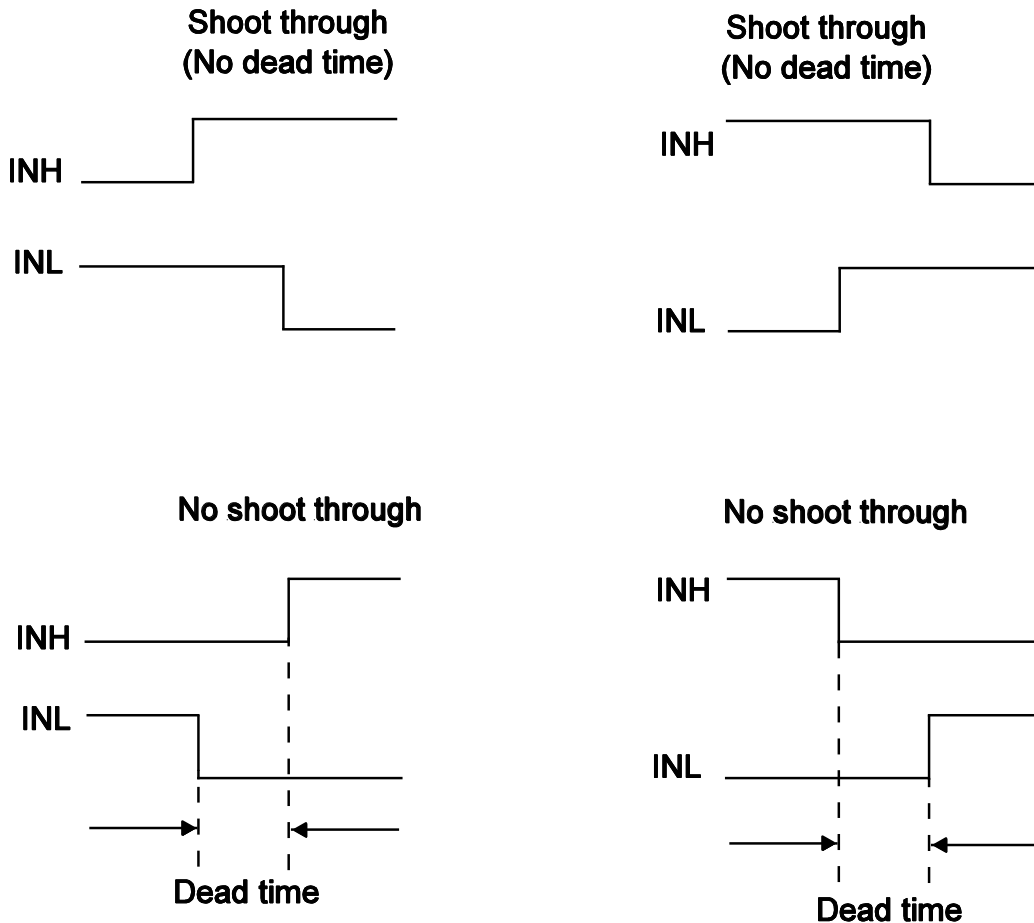 Shoot through
(No dead time)
INH
INL
Shoot through
(No dead time)
INH
INL
No shoot through
INH
INL
Dead time
No shoot through
INH
INL
Dead time